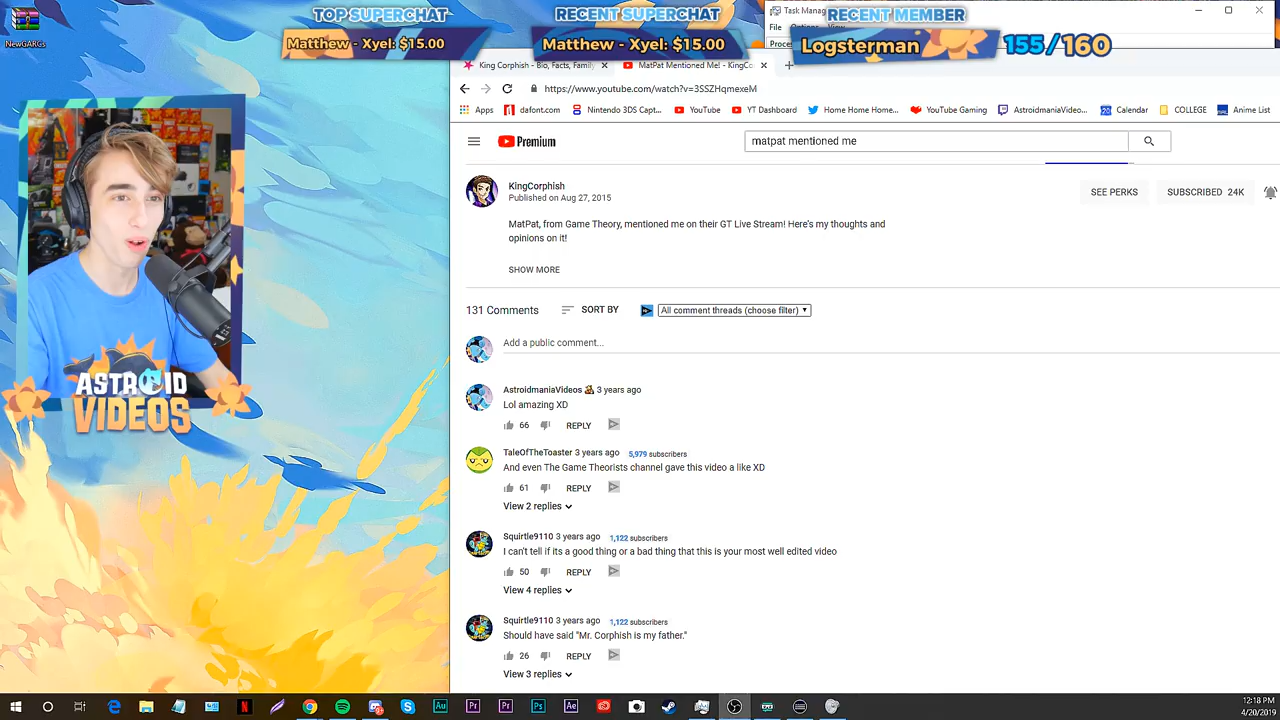 TOP SUPERCHAT
Matthew - Xyel: $15.00
RECENT SUPERCHAT
Matthew - Xyel: $15.00
RECENT MEMBER
Logsterman
155/160
NewGARGs
Task Manag
File
King Corphish - Bio, Facts, Family
MatPat Mentioned Me! - KingCo
https://www.youtube.com/watch?v=3SSZHqmexeM
Apps
dafont.com
Nintendo 3DS Capt...
YouTube
YT Dashboard
Home Home Home...
YouTube Gaming
AstroidmaniaVideo...
Calendar
COLLEGE
Anime List
Premium
matpat mentioned me
KingCorphish
Published on Aug 27, 2015
SEE PERKS
SUBSCRIBED 24K
MatPat, from Game Theory, mentioned me on their GT Live Stream! Here's my thoughts and
opinions on it!
SHOW MORE
131 Comments
SORT BY
All comment threads (choose filter)
Add a public comment...
AstroidmaniaVideos 3 years ago
Lol amazing XD
66 REPLY
TaleOfTheToaster 3 years ago 5,979 subscribers
And even The Game Theorists channel gave this video a like XD
61 REPLY
View 2 replies
Squirtle9110 3 years ago 1,122 subscribers
I can't tell if its a good thing or a bad thing that this is your most well edited video
50 REPLY
View 4 replies
Squirtle9110 3 years ago 1,122 subscribers
Should have said "Mr. Corphish is my father."
26 REPLY
View 3 replies
ASTROID
VIDEOS
12:18 PM
4/20/2019